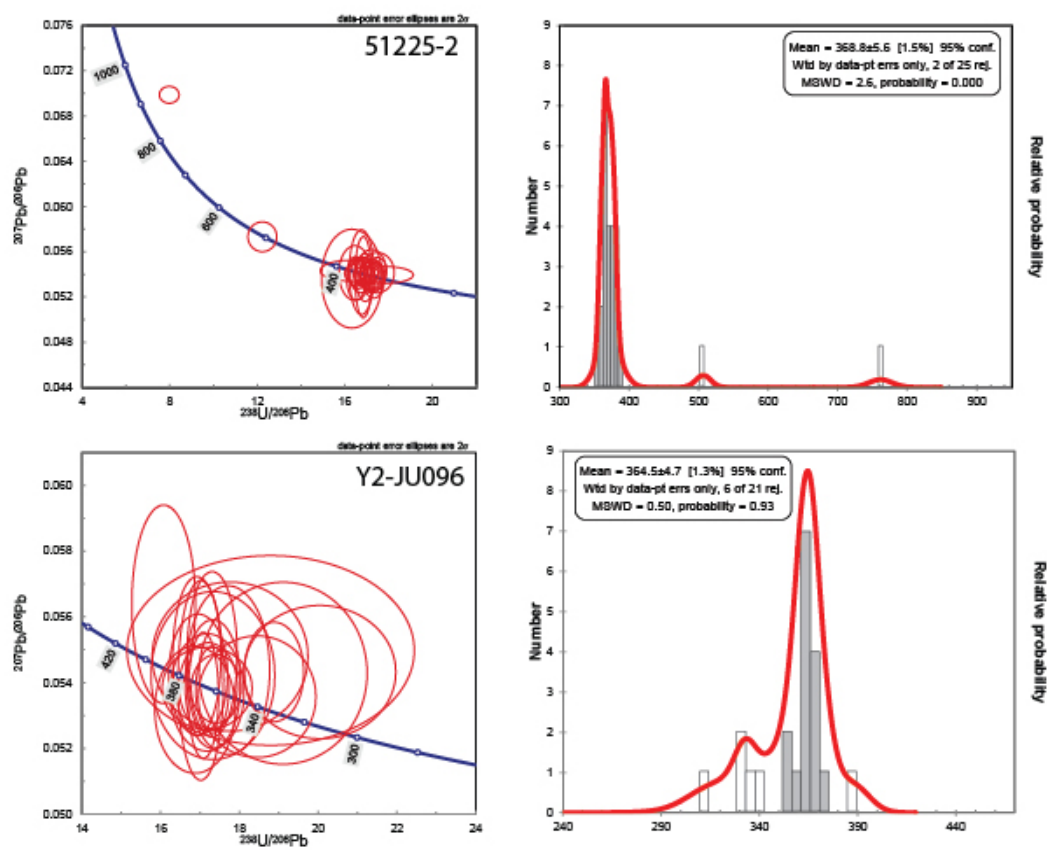 data-point error ellipses are 2σ
51225-2
0.076
0.072
0.068
0.064
0.060
0.056
0.052
0.048
0.044
1000
800
600
400
4 8 12 16 20
²³⁸U/²⁰⁶Pb
²⁰⁷Pb/²⁰⁶Pb
Mean = 368.8±5.6 [1.5%] 95% conf.
Wtd by data-pt errs only, 2 of 25 rej.
MSWD = 2.6, probability = 0.000
9
8
7
6
5
4
3
2
1
0
Number
Relative probability
300 400 500 600 700 800 900
data-point error ellipses are 2σ
Y2-JU096
0.060
0.058
0.056
0.054
0.052
0.050
420
380
340
300
14 16 18 20 22 24
²³⁸U/²⁰⁶Pb
²⁰⁷Pb/²⁰⁶Pb
Mean = 364.5±4.7 [1.3%] 95% conf.
Wtd by data-pt errs only, 6 of 21 rej.
MSWD = 0.50, probability = 0.93
9
8
7
6
5
4
3
2
1
0
Number
Relative probability
240 290 340 390 440